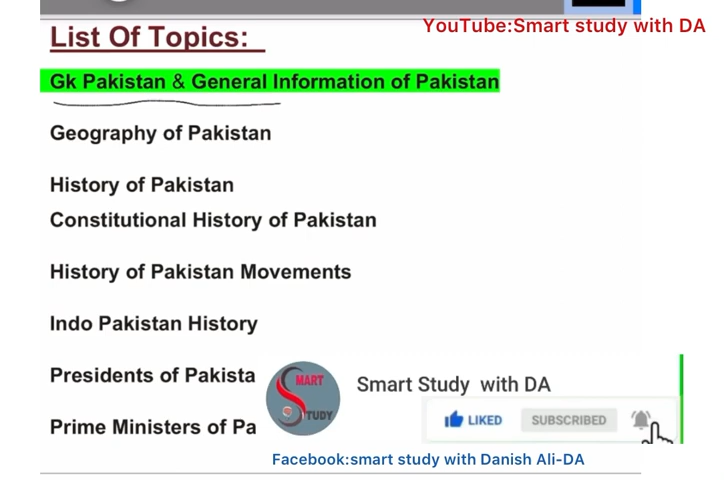 YouTube:Smart study with DA
List Of Topics:
Gk Pakistan & General Information of Pakistan
Geography of Pakistan
History of Pakistan
Constitutional History of Pakistan
History of Pakistan Movements
Indo Pakistan History
Presidents of Pakista
Prime Ministers of Pa
SMART
STUDY
Smart Study with DA
LIKED SUBSCRIBED
Facebook:smart study with Danish Ali-DA